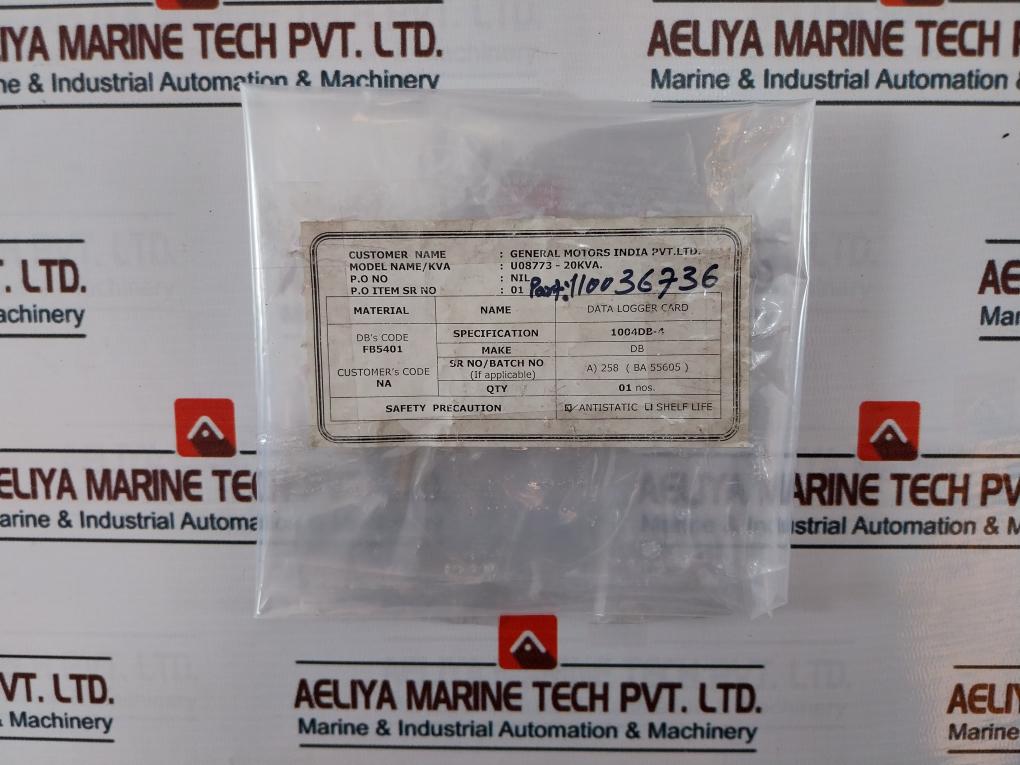 IYA MARINE TECH PVT. LTD.
ne & Industrial Automation & Machinery
AELIYA MARINE TECH P
Marine & Industrial Automation &
T. LTD.
achinery
AE
Mar
CUSTOMER NAME : GENERAL MOTORS INDIA PVT.LTD.
MODEL NAME/KVA : U08773 - 20KVA.
P.O NO : NIL
P.O ITEM SR NO : 01 Part: 110036736
MATERIAL NAME DATA LOGGER CARD
DB's CODE
FB5401
SPECIFICATION 1004DB-4
MAKE DB
CUSTOMER's CODE
NA
SR NO/BATCH NO
(If applicable)
A) 258 ( BA 55605 )
QTY 01 nos.
SAFETY PRECAUTION ☑ ANTISTATIC ☐ SHELF LIFE
ELIYA MARINE TE
arine & Industrial Automa
AELIYA MARINE TECH PV
Industrial Automation & M
VT. LTD.
& Machinery
AELIYA MARINE TECH PVT. LTD.
Marine & Industrial Automation & Machinery
AELIY
Marine